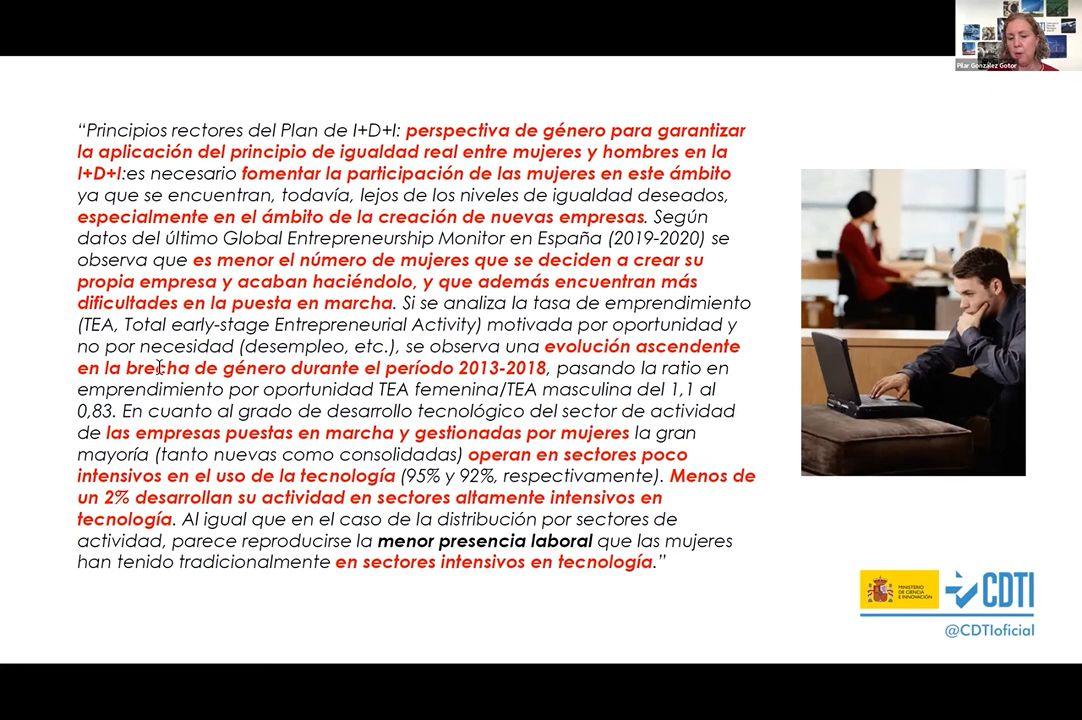 Pilar González Gotor
“Principios rectores del Plan de I+D+I: perspectiva de género para garantizar
la aplicación del principio de igualdad real entre mujeres y hombres en la
I+D+I:es necesario fomentar la participación de las mujeres en este ámbito
ya que se encuentran, todavía, lejos de los niveles de igualdad deseados,
especialmente en el ámbito de la creación de nuevas empresas. Según
datos del último Global Entrepreneurship Monitor en España (2019-2020) se
observa que es menor el número de mujeres que se deciden a crear su
propia empresa y acaban haciéndolo, y que además encuentran más
dificultades en la puesta en marcha. Si se analiza la tasa de emprendimiento
(TEA, Total early-stage Entrepreneurial Activity) motivada por oportunidad y
no por necesidad (desempleo, etc.), se observa una evolución ascendente
en la brecha de género durante el período 2013-2018, pasando la ratio en
emprendimiento por oportunidad TEA femenina/TEA masculina del 1,1 al
0,83. En cuanto al grado de desarrollo tecnológico del sector de actividad
de las empresas puestas en marcha y gestionadas por mujeres la gran
mayoría (tanto nuevas como consolidadas) operan en sectores poco
intensivos en el uso de la tecnología (95% y 92%, respectivamente). Menos de
un 2% desarrollan su actividad en sectores altamente intensivos en
tecnología. Al igual que en el caso de la distribución por sectores de
actividad, parece reproducirse la menor presencia laboral que las mujeres
han tenido tradicionalmente en sectores intensivos en tecnología.”
MINISTERIO
DE CIENCIA
E INNOVACIÓN
CDTI
@CDTIoficial